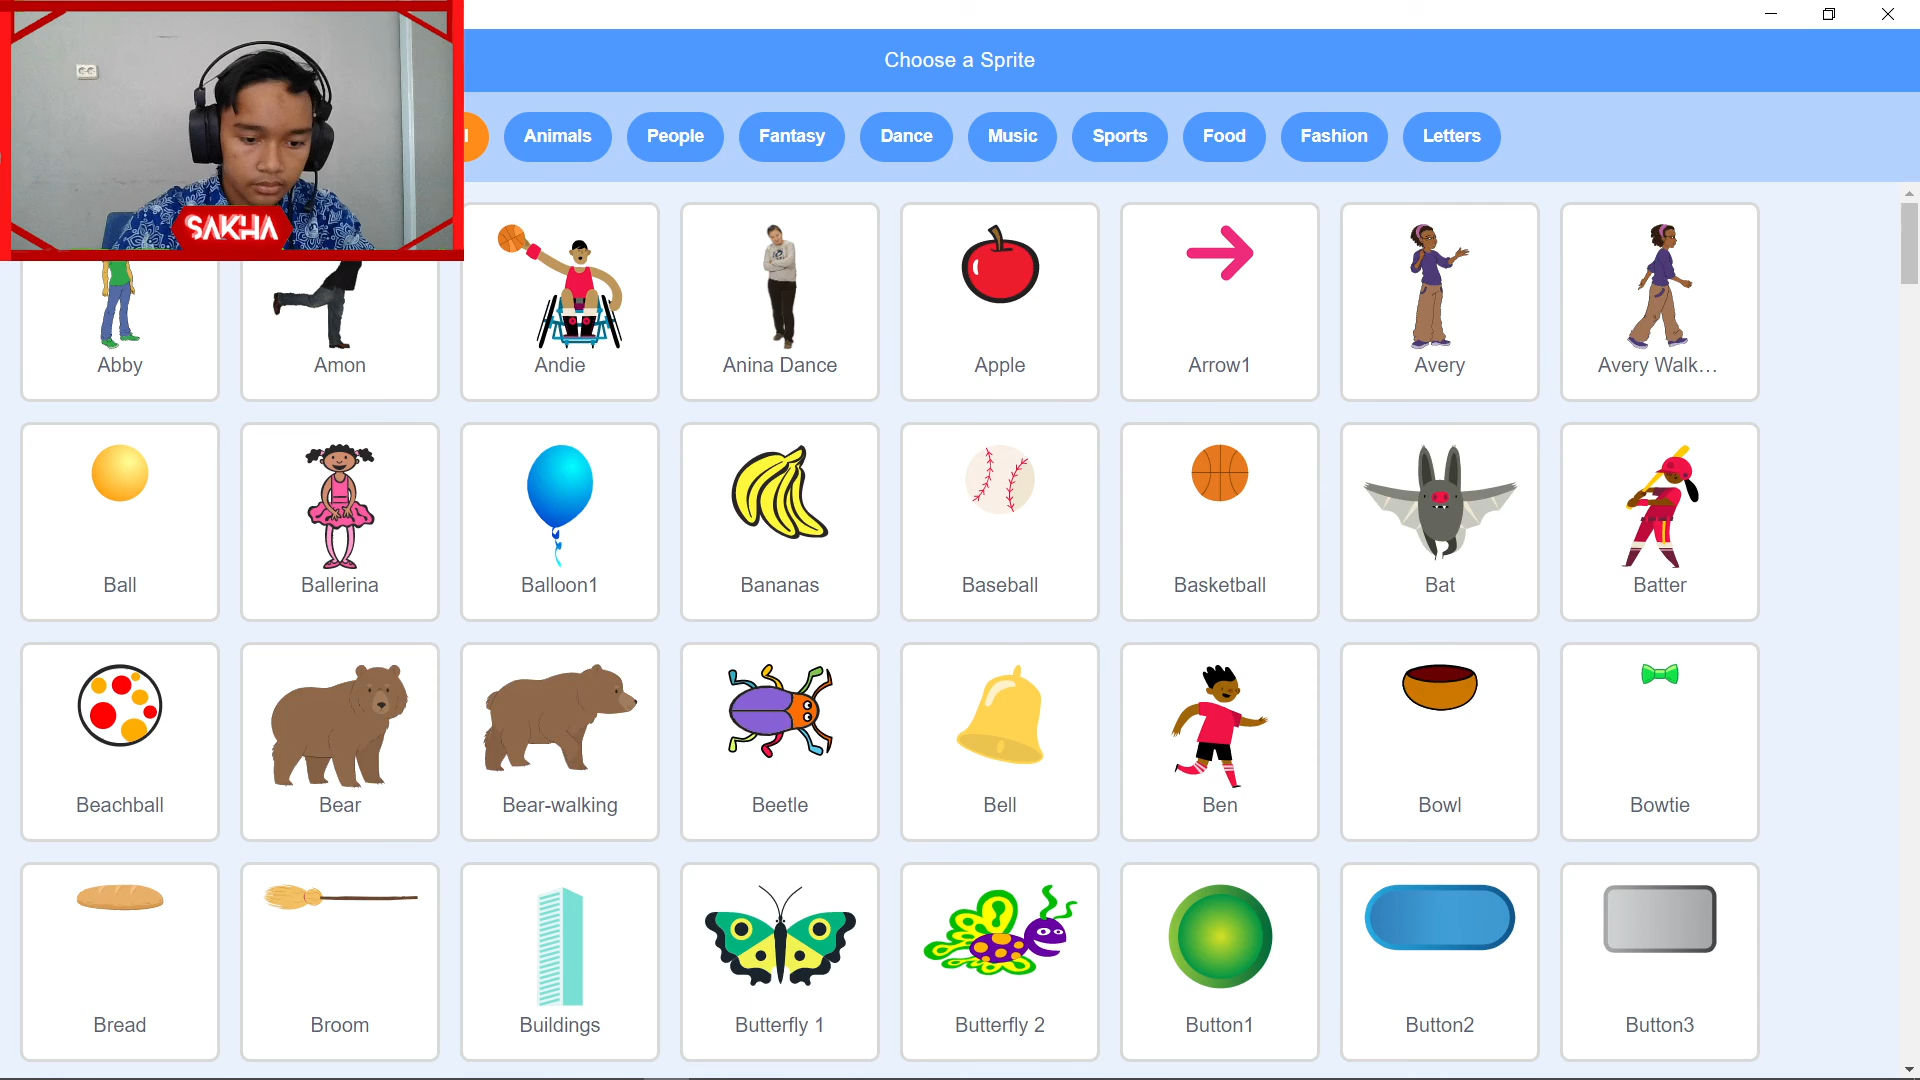 Choose a Sprite
Animals People Fantasy Dance Music Sports Food Fashion Letters
SAKHA
Abby Amon Andie Anina Dance Apple Arrow1 Avery Avery Walk...
Ball Ballerina Balloon1 Bananas Baseball Basketball Bat Batter
Beachball Bear Bear-walking Beetle Bell Ben Bowl Bowtie
Bread Broom Buildings Butterfly 1 Butterfly 2 Button1 Button2 Button3